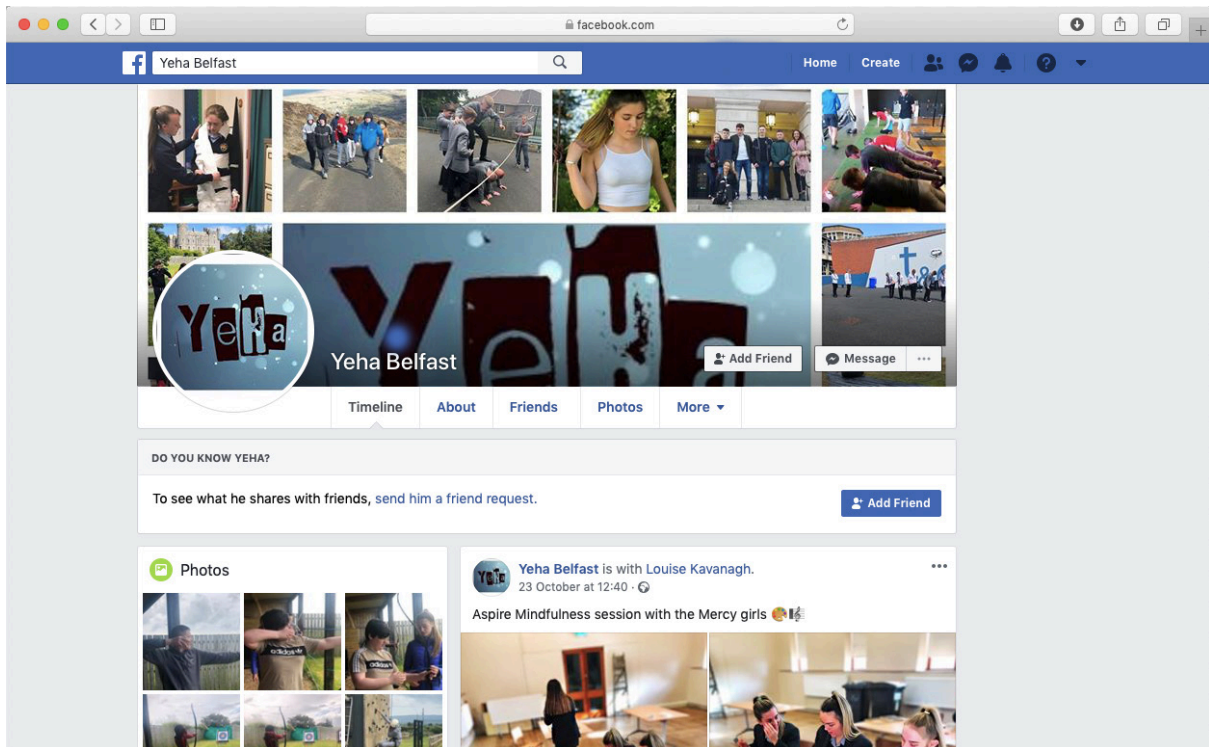 facebook.com
Yeha Belfast
Home Create
YeHa
YeHa
Yeha Belfast
Add Friend
Message
Timeline About Friends Photos More
DO YOU KNOW YEHA?
To see what he shares with friends, send him a friend request.
Add Friend
Photos
adidas
Yeha Belfast is with Louise Kavanagh.
23 October at 12:40
Aspire Mindfulness session with the Mercy girls